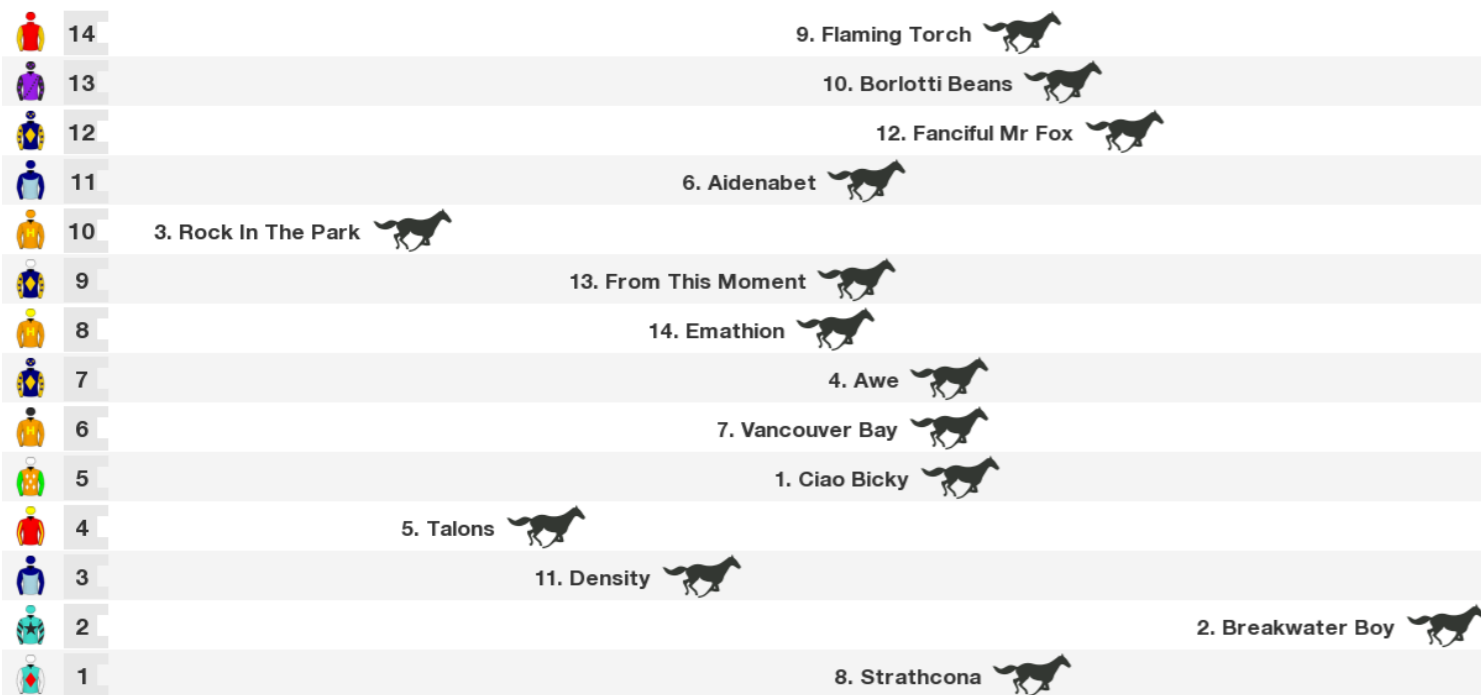 14 9. Flaming Torch
13 10. Borlotti Beans
12 12. Fanciful Mr Fox
11 6. Aidenabet
10 3. Rock In The Park
9 13. From This Moment
8 14. Emathion
7 4. Awe
6 7. Vancouver Bay
5 1. Ciao Bicky
4 5. Talons
3 11. Density
2 2. Breakwater Boy
1 8. Strathcona